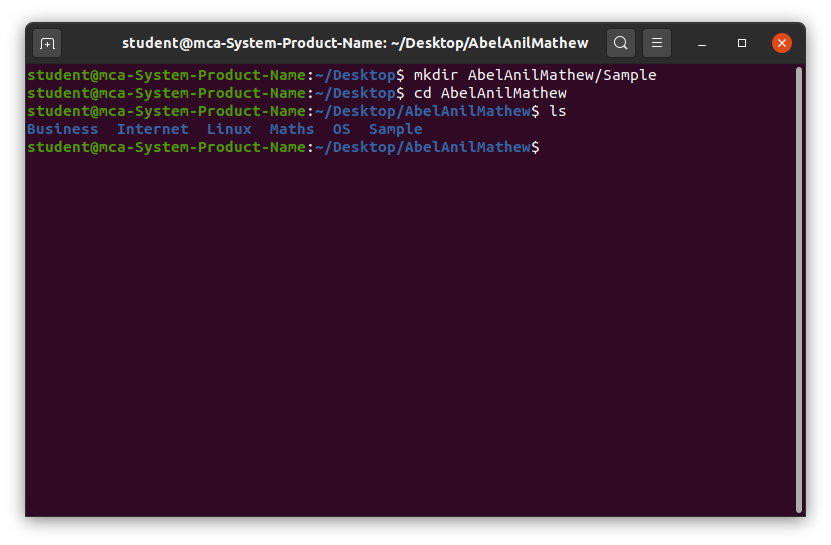 student@mca-System-Product-Name: ~/Desktop/AbelAnilMathew
student@mca-System-Product-Name:~/Desktop$ mkdir AbelAnilMathew/Sample
student@mca-System-Product-Name:~/Desktop$ cd AbelAnilMathew
student@mca-System-Product-Name:~/Desktop/AbelAnilMathew$ ls
Business  Internet  Linux  Maths  OS  Sample
student@mca-System-Product-Name:~/Desktop/AbelAnilMathew$